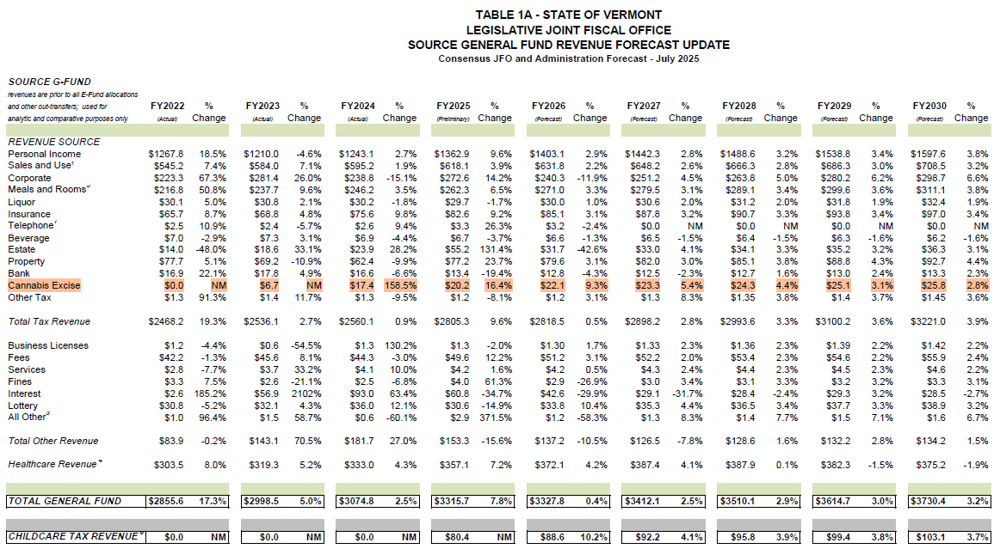 TABLE 1A - STATE OF VERMONT
LEGISLATIVE JOINT FISCAL OFFICE
SOURCE GENERAL FUND REVENUE FORECAST UPDATE
Consensus JFO and Administration Forecast - July 2025
SOURCE G-FUND
revenues are prior to all E-Fund allocations
and other out-transfers; used for FY2022 % FY2023 % FY2024 % FY2025 % FY2026 % FY2027 % FY2028 % FY2029 % FY2030 %
analytic and comparative purposes only (Actual) Change (Actual) Change (Actual) Change (Preliminary) Change (Forecast) Change (Forecast) Change (Forecast) Change (Forecast) Change (Forecast) Change
REVENUE SOURCE
Personal Income $1267.8 18.5% $1210.0 -4.6% $1243.1 2.7% $1362.9 9.6% $1403.1 2.9% $1442.3 2.8% $1488.6 3.2% $1538.8 3.4% $1597.6 3.8%
Sales and Use¹ $545.2 7.4% $584.0 7.1% $595.2 1.9% $618.1 3.9% $631.8 2.2% $648.2 2.6% $666.3 2.8% $686.3 3.0% $708.5 3.2%
Corporate $223.3 67.3% $281.4 26.0% $238.8 -15.1% $272.6 14.2% $240.3 -11.9% $251.2 4.5% $263.8 5.0% $280.2 6.2% $298.7 6.6%
Meals and Rooms $216.8 50.8% $237.7 9.6% $246.2 3.5% $262.3 6.5% $271.0 3.3% $279.5 3.1% $289.1 3.4% $299.6 3.6% $311.1 3.8%
Liquor $30.1 5.0% $30.8 2.1% $30.2 -1.8% $29.7 -1.7% $30.0 1.0% $30.6 2.0% $31.2 2.0% $31.8 1.9% $32.4 1.9%
Insurance $65.7 8.7% $68.8 4.8% $75.6 9.8% $82.6 9.2% $85.1 3.1% $87.8 3.2% $90.7 3.3% $93.8 3.4% $97.0 3.4%
Telephone⁷ $2.5 10.9% $2.4 -5.7% $2.6 9.4% $3.3 26.3% $3.2 -2.4% $0.0 NM $0.0 NM $0.0 NM $0.0 NM
Beverage $7.0 -2.9% $7.3 3.1% $6.9 -4.4% $6.7 -3.7% $6.6 -1.3% $6.5 -1.5% $6.4 -1.5% $6.3 -1.6% $6.2 -1.6%
Estate $14.0 -48.0% $18.6 33.1% $23.9 28.2% $55.2 131.4% $31.7 -42.6% $33.0 4.1% $34.1 3.3% $35.2 3.2% $36.3 3.1%
Property $77.7 5.1% $69.2 -10.9% $62.4 -9.9% $77.2 23.7% $79.6 3.1% $82.0 3.0% $85.1 3.8% $88.8 4.3% $92.7 4.4%
Bank $16.9 22.1% $17.8 4.9% $16.6 -6.6% $13.4 -19.4% $12.8 -4.3% $12.5 -2.3% $12.7 1.6% $13.0 2.4% $13.3 2.3%
Cannabis Excise $0.0 NM $6.7 NM $17.4 158.5% $20.2 16.4% $22.1 9.3% $23.3 5.4% $24.3 4.4% $25.1 3.1% $25.8 2.8%
Other Tax $1.3 91.3% $1.4 11.7% $1.3 -9.5% $1.2 -8.1% $1.2 3.1% $1.3 8.3% $1.35 3.8% $1.4 3.7% $1.45 3.6%
Total Tax Revenue $2468.2 19.3% $2536.1 2.7% $2560.1 0.9% $2805.3 9.6% $2818.5 0.5% $2898.2 2.8% $2993.6 3.3% $3100.2 3.6% $3221.0 3.9%
Business Licenses $1.2 -4.4% $0.6 -54.5% $1.3 130.2% $1.3 -2.0% $1.30 1.7% $1.33 2.3% $1.36 2.3% $1.39 2.2% $1.42 2.2%
Fees $42.2 -1.3% $45.6 8.1% $44.3 -3.0% $49.6 12.2% $51.2 3.1% $52.2 2.0% $53.4 2.3% $54.6 2.2% $55.9 2.4%
Services $2.8 -7.7% $3.7 33.2% $4.1 10.0% $4.2 1.6% $4.2 0.5% $4.3 2.4% $4.4 2.3% $4.5 2.3% $4.6 2.2%
Fines $3.3 7.5% $2.6 -21.1% $2.5 -6.8% $4.0 61.3% $2.9 -26.9% $3.0 3.4% $3.1 3.3% $3.2 3.2% $3.3 3.1%
Interest $2.6 185.2% $56.9 2102% $93.0 63.4% $60.8 -34.7% $42.6 -29.9% $29.1 -31.7% $28.4 -2.4% $29.3 3.2% $28.5 -2.7%
Lottery $30.8 -5.2% $32.1 4.3% $36.0 12.1% $30.6 -14.9% $33.8 10.4% $35.3 4.4% $36.5 3.4% $37.7 3.3% $38.9 3.2%
All Other $1.0 96.4% $1.5 58.7% $0.6 -60.1% $2.9 371.5% $1.2 -58.3% $1.3 8.3% $1.4 7.7% $1.5 7.1% $1.6 6.7%
Total Other Revenue $83.9 -0.2% $143.1 70.5% $181.7 27.0% $153.3 -15.6% $137.2 -10.5% $126.5 -7.8% $128.6 1.6% $132.2 2.8% $134.2 1.5%
Healthcare Revenue $303.5 8.0% $319.3 5.2% $333.0 4.3% $357.1 7.2% $372.1 4.2% $387.4 4.1% $387.9 0.1% $382.3 -1.5% $375.2 -1.9%
TOTAL GENERAL FUND $2855.6 17.3% $2998.5 5.0% $3074.8 2.5% $3315.7 7.8% $3327.8 0.4% $3412.1 2.5% $3510.1 2.9% $3614.7 3.0% $3730.4 3.2%
CHILDCARE TAX REVENUE $0.0 NM $0.0 NM $0.0 NM $80.4 NM $88.6 10.2% $92.2 4.1% $95.8 3.9% $99.4 3.8% $103.1 3.7%